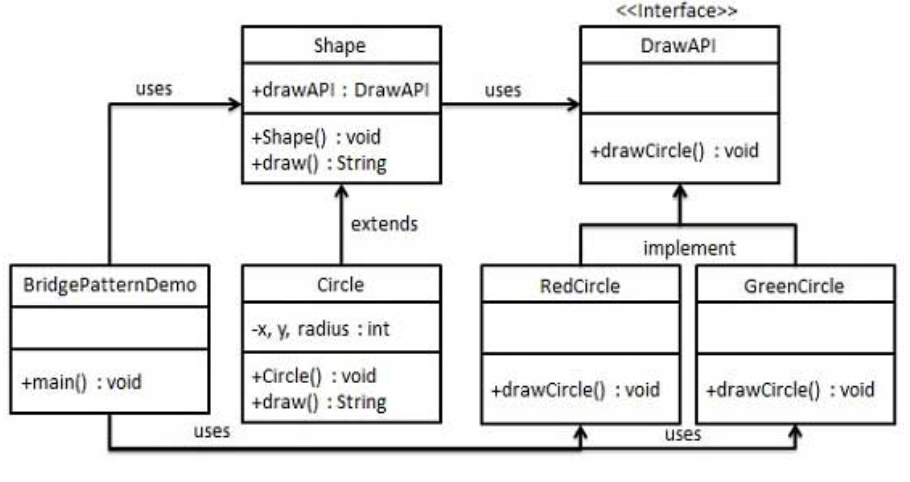 <<Interface>>
Shape
+drawAPI : DrawAPI
+Shape() : void
+draw() : String
uses
uses
DrawAPI
+drawCircle() : void
extends
implement
BridgePatternDemo
+main() : void
Circle
-x, y, radius : int
+Circle() : void
+draw() : String
RedCircle
+drawCircle() : void
GreenCircle
+drawCircle() : void
uses
uses